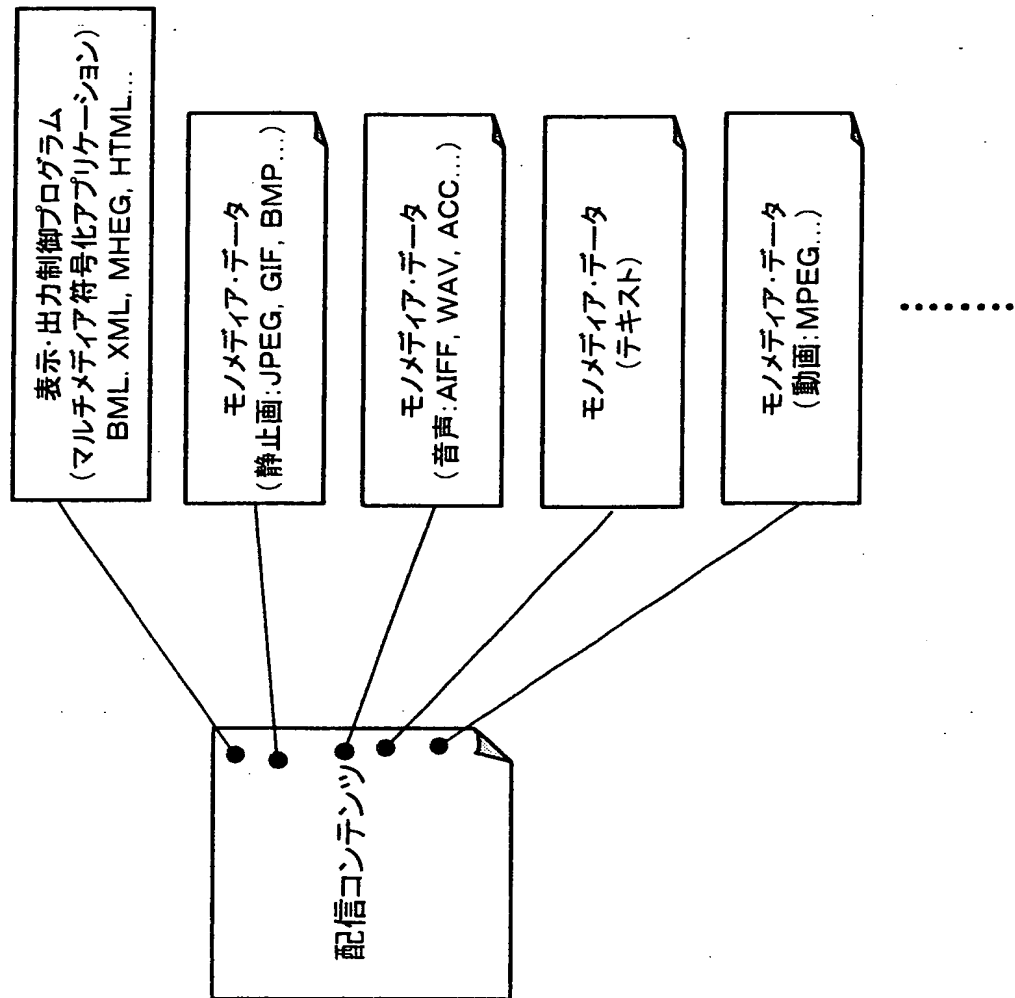 表示・出力制御プログラム
(マルチメディア符号化アプリケーション)
BML. XML, MHEG, HTML...
モノメディア・データ
(静止画:JPEG, GIF, BMP...)
モノメディア・データ
(音声:AIFF, WAV, ACC...)
モノメディア・データ
(テキスト)
モノメディア・データ
(動画:MPEG...)
配信コンテンツ